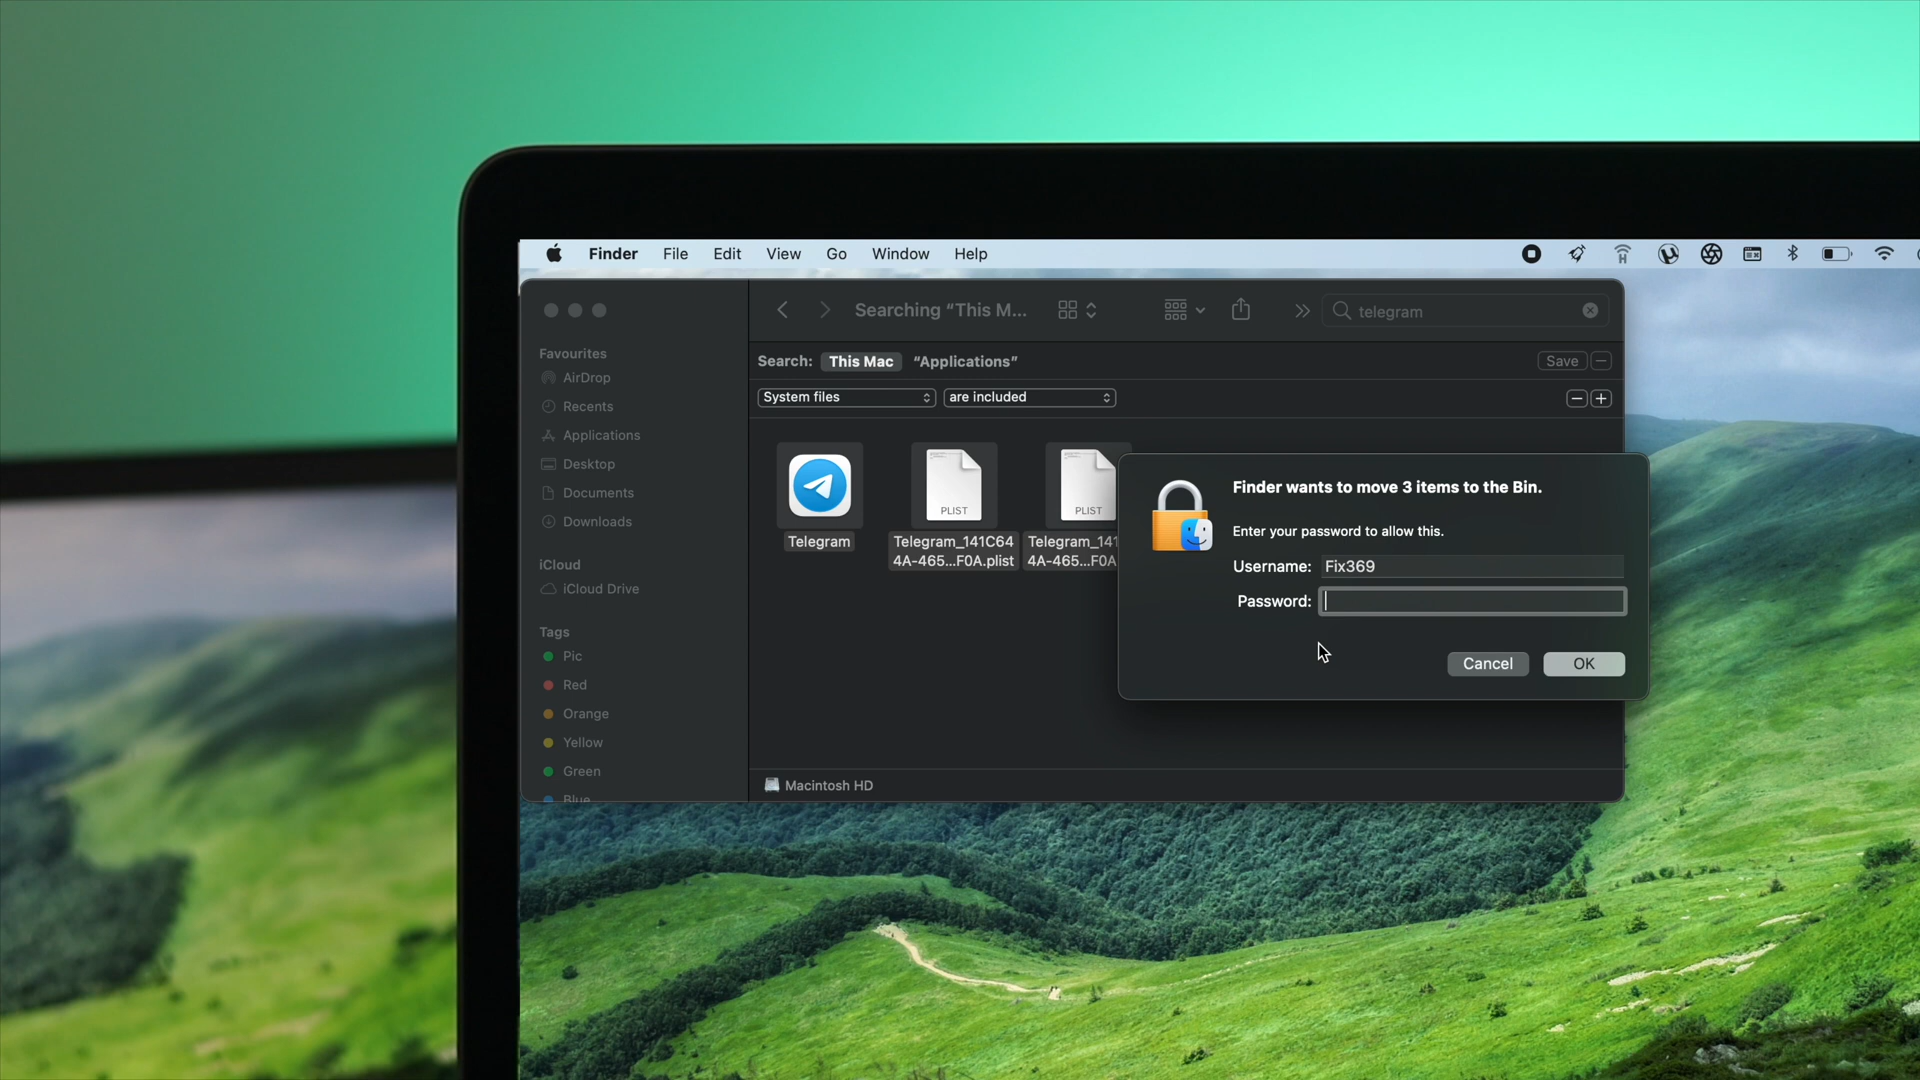 Finder File Edit View Go Window Help
Searching “This M...
telegram
Favourites
AirDrop
Recents
Applications
Desktop
Documents
Downloads
iCloud
iCloud Drive
Tags
Pic
Red
Orange
Yellow
Green
Blue
Search: This Mac “Applications” Save
System files are included
Telegram
PLIST
Telegram_141C64
4A-465...F0A.plist
PLIST
Telegram_141
4A-465...F0A
Macintosh HD
Finder wants to move 3 items to the Bin.
Enter your password to allow this.
Username: Fix369
Password:
Cancel OK